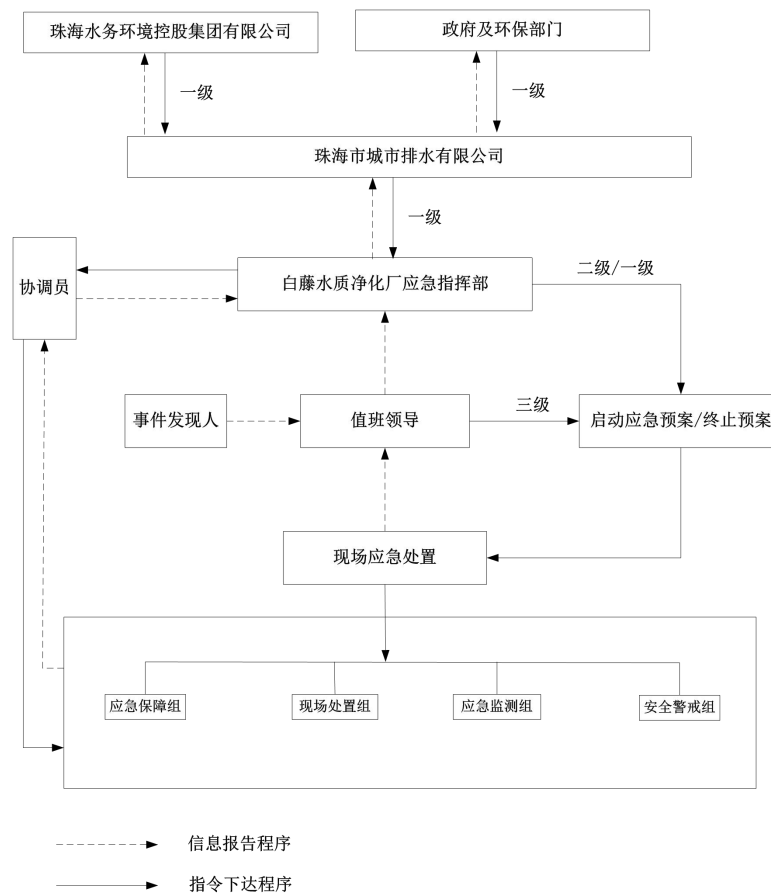 珠海水务环境控股集团有限公司
政府及环保部门
一级
一级
珠海市城市排水有限公司
一级
协调员
白藤水质净化厂应急指挥部
二级/一级
事件发现人
值班领导
三级
启动应急预案/终止预案
现场应急处置
应急保障组
现场处置组
应急监测组
安全警戒组
信息报告程序
指令下达程序